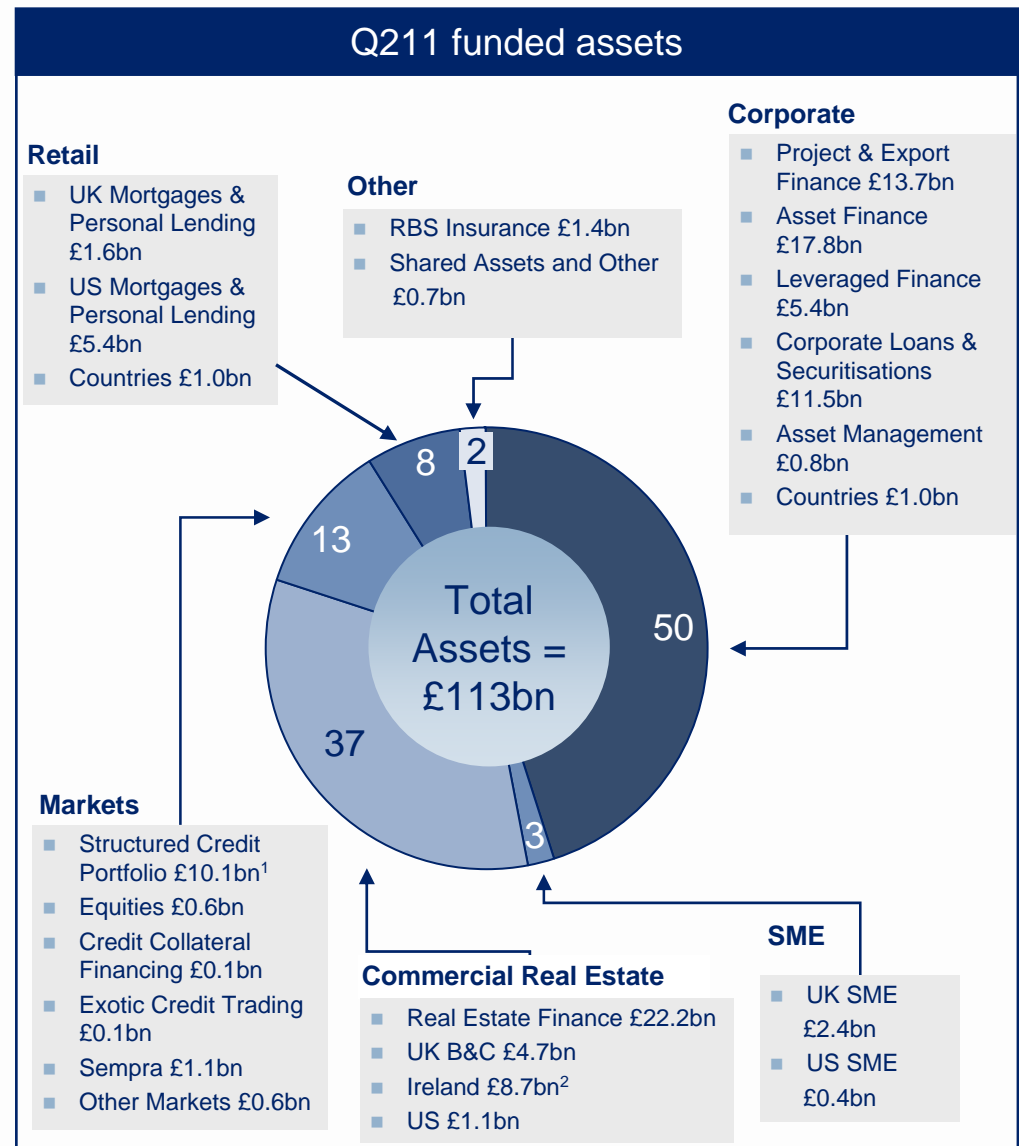 Q211 funded assets
Retail
UK Mortgages &
Personal Lending
£1.6bn
US Mortgages &
Personal Lending
£5.4bn
Countries £1.0bn
Other
RBS Insurance £1.4bn
Shared Assets and Other
£0.7bn
Corporate
Project & Export
Finance £13.7bn
Asset Finance
£17.8bn
Leveraged Finance
£5.4bn
Corporate Loans &
Securitisations
£11.5bn
Asset Management
£0.8bn
Countries £1.0bn
8
2
13
50
37
3
Total
Assets =
£113bn
Markets
Structured Credit
Portfolio £10.1bn¹
Equities £0.6bn
Credit Collateral
Financing £0.1bn
Exotic Credit Trading
£0.1bn
Sempra £1.1bn
Other Markets £0.6bn
Commercial Real Estate
Real Estate Finance £22.2bn
UK B&C £4.7bn
Ireland £8.7bn²
US £1.1bn
SME
UK SME
£2.4bn
US SME
£0.4bn